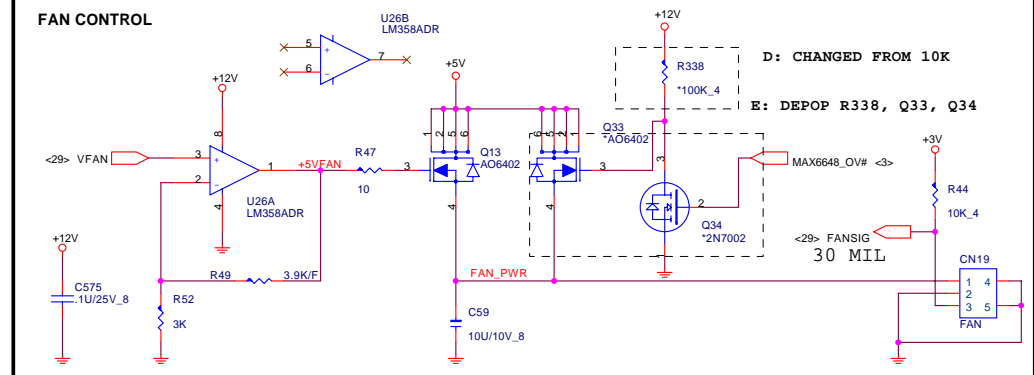 FAN CONTROL
U26B
LM358ADR
5
+
7
6
-
+12V
R338
*100K_4
D: CHANGED FROM 10K
E: DEPOP R338, Q33, Q34
+12V
8
<29> VFAN
3
+
1
+5VFAN
2
-
4
U26A
LM358ADR
R47
10
+5V
1
2
5
6
3
Q13
AO6402
4
6
5
2
1
Q33
*AO6402
3
4
3
2
1
Q34
*2N7002
MAX6648_OV# <3>
+3V
R44
10K_4
<29> FANSIG
30 MIL
CN19
1 4
2
3 5
FAN
+12V
C575
.1U/25V_8
R49
3.9K/F
R52
3K
FAN_PWR
C59
10U/10V_8